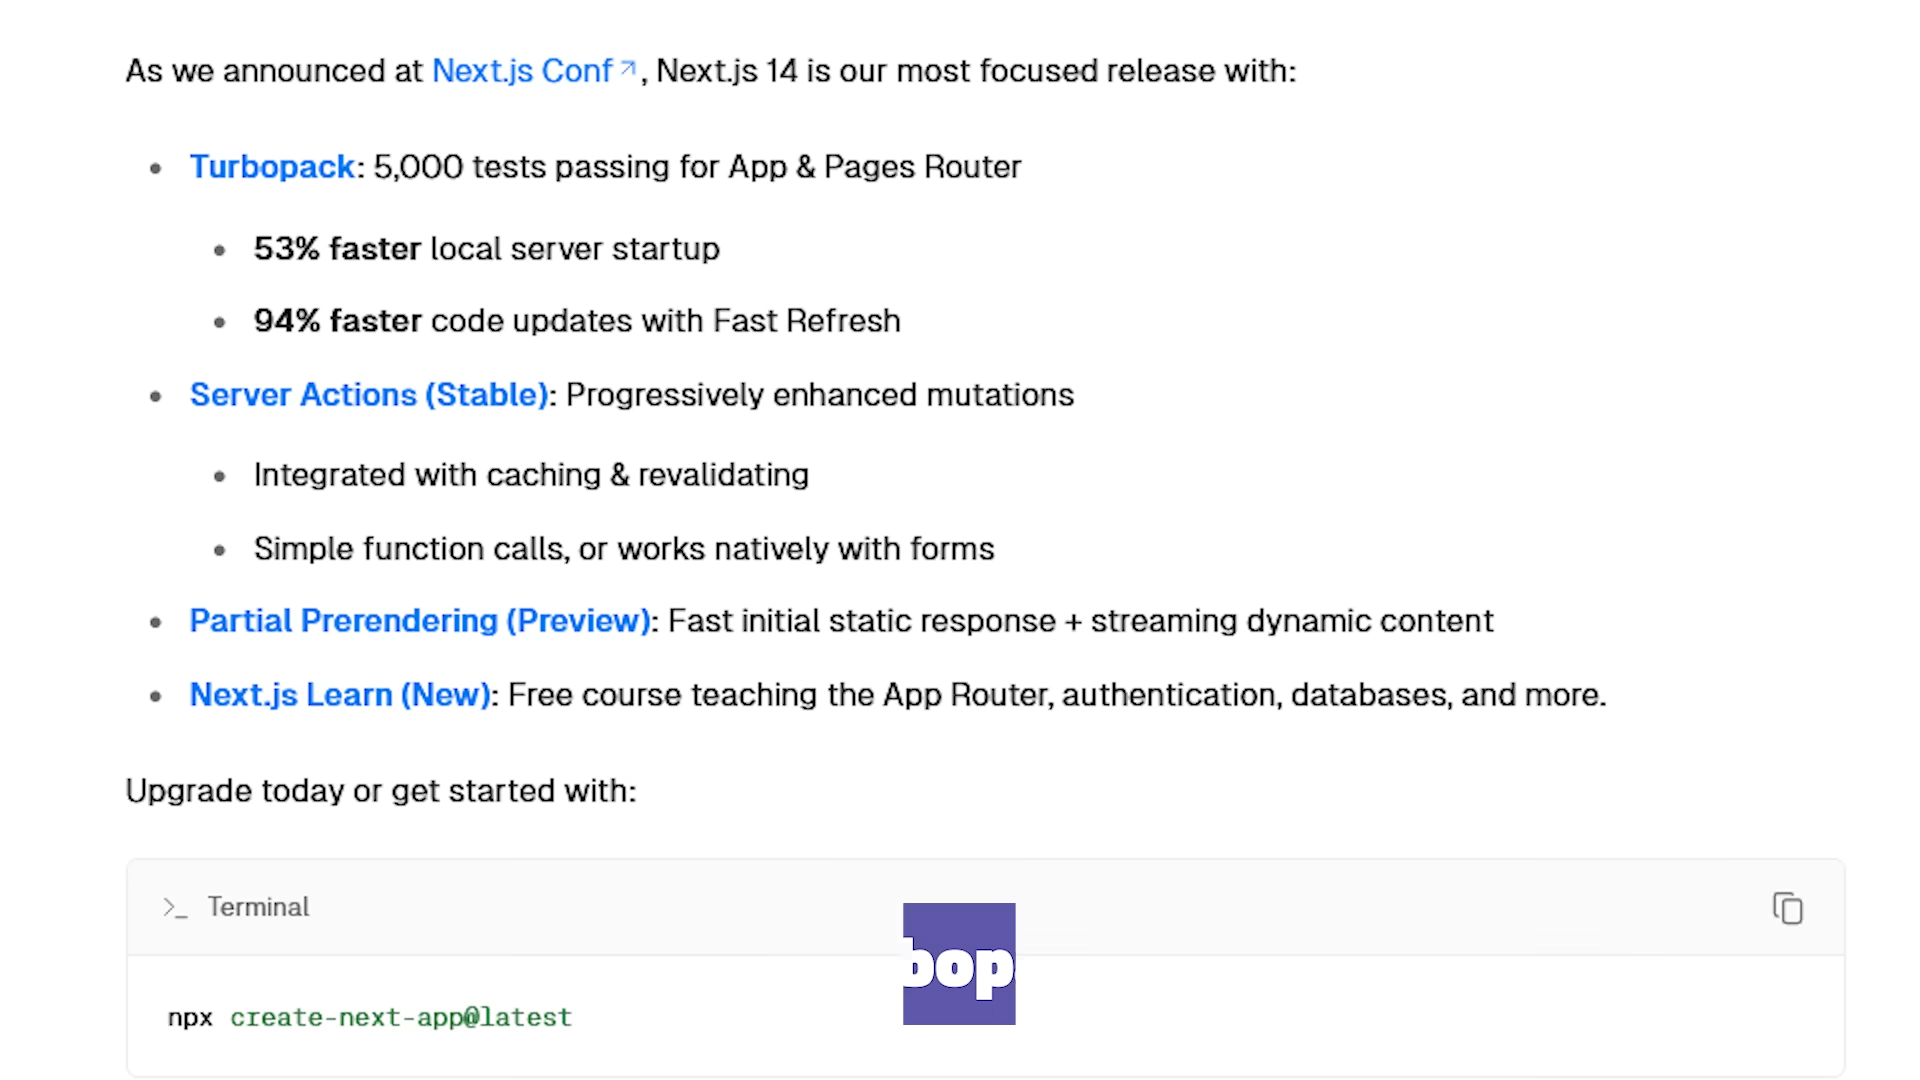 As we announced at Next.js Conf, Next.js 14 is our most focused release with:
Turbopack: 5,000 tests passing for App & Pages Router
53% faster local server startup
94% faster code updates with Fast Refresh
Server Actions (Stable): Progressively enhanced mutations
Integrated with caching & revalidating
Simple function calls, or works natively with forms
Partial Prerendering (Preview): Fast initial static response + streaming dynamic content
Next.js Learn (New): Free course teaching the App Router, authentication, databases, and more.
Upgrade today or get started with:
>_ Terminal
bop
npx create-next-app@latest